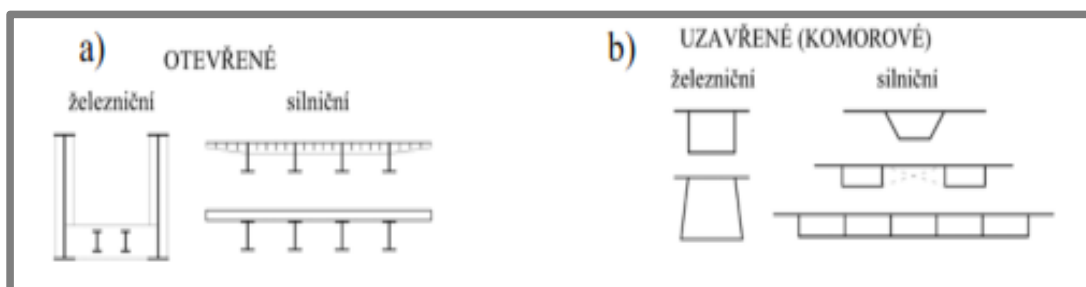 a)
OTEVŘENÉ
železniční silniční
b)
UZAVŘENÉ (KOMOROVÉ)
železniční silniční